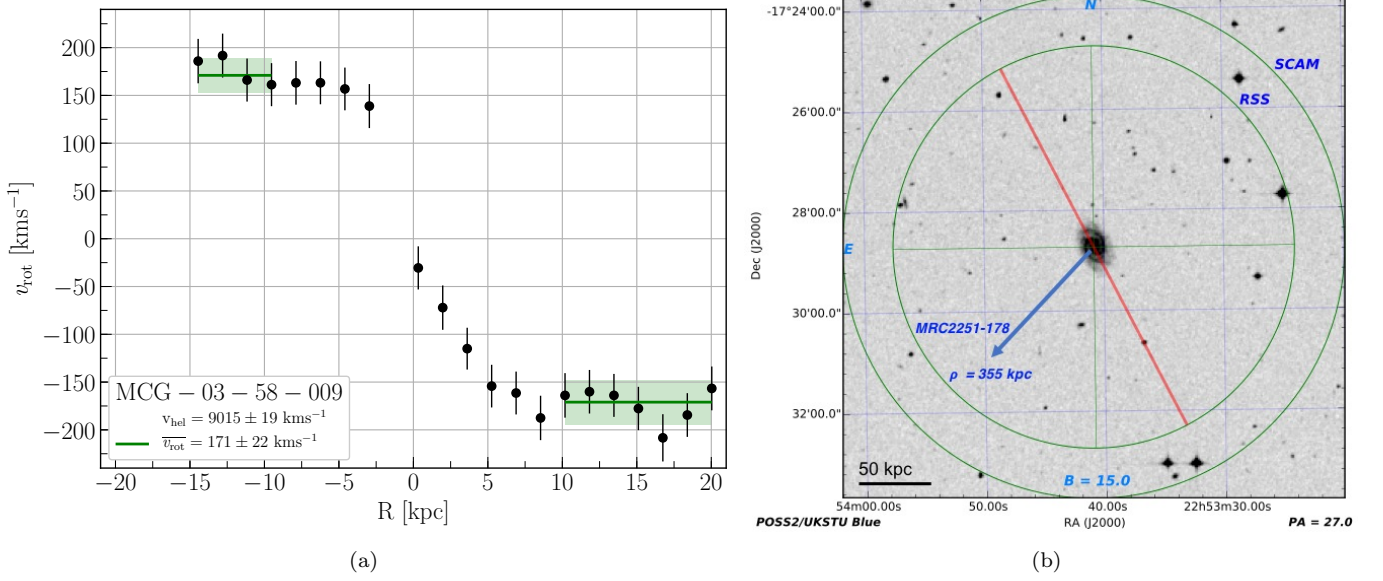 200
150
100
50
0
−50
−100
−150
−200
v_rot [kms⁻¹]
MCG − 03 − 58 − 009
v_hel = 9015 ± 19 kms⁻¹
v̅_rot = 171 ± 22 kms⁻¹
−20 −15 −10 −5 0 5 10 15 20
R [kpc]
(a)
-17°24'00.0"
26'00.0"
28'00.0"
30'00.0"
32'00.0"
Dec (J2000)
N
SCAM
RSS
E
MRC2251-178
ρ = 355 kpc
50 kpc
B = 15.0
54m00.00s 50.00s 40.00s 22h53m30.00s
POSS2/UKSTU Blue RA (J2000) PA = 27.0
(b)